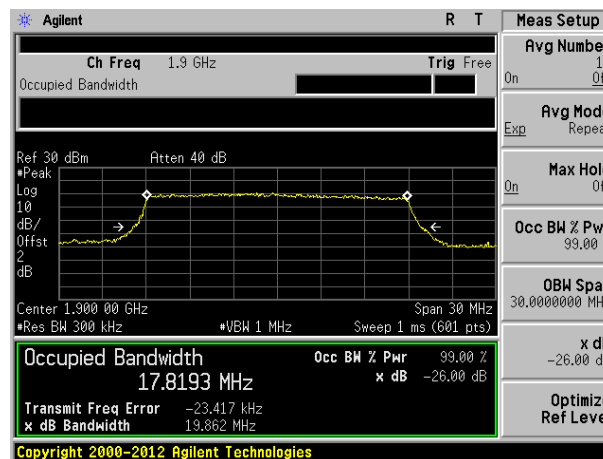 Agilent R T Meas Setup
Ch Freq 1.9 GHz Trig Free
Occupied Bandwidth
Avg Numbe
On
Avg Mod
Exp Repea
Max Hol
On
Occ BW % Pw
99.00
OBW Spa
30.0000000 MH
x d
-26.00 d
Optimiz
Ref Leve
Ref 30 dBm Atten 40 dB
#Peak
Log
10
dB/
Offst
2
dB
Center 1.900 00 GHz Span 30 MHz
#Res BW 300 kHz #VBW 1 MHz Sweep 1 ms (601 pts)
Occupied Bandwidth
17.8193 MHz
Occ BW % Pwr 99.00 %
x dB -26.00 dB
Transmit Freq Error -23.417 kHz
x dB Bandwidth 19.862 MHz
Copyright 2000-2012 Agilent Technologies